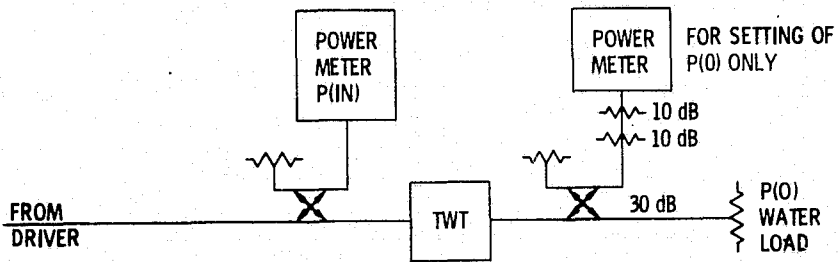 POWER
METER
P(IN)
POWER
METER
FOR SETTING OF
P(0) ONLY
10 dB
10 dB
FROM
DRIVER
TWT
30 dB
P(0)
WATER
LOAD